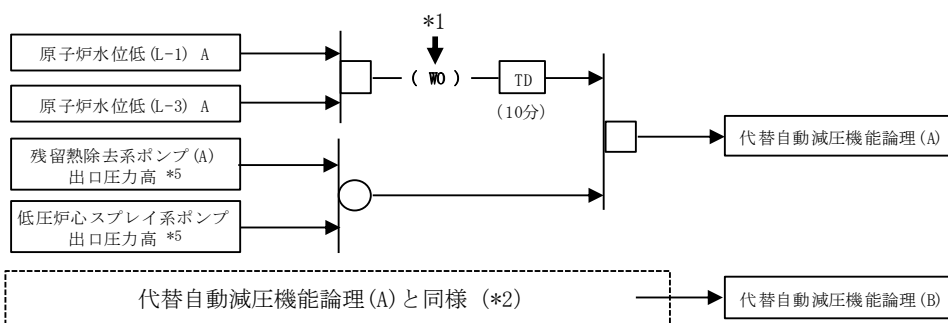 *1
原子炉水位低(L-1) A
原子炉水位低(L-3) A
( WO )
TD
(10分)
残留熱除去系ポンプ(A)
出口圧力高 *5
低圧炉心スプレイ系ポンプ
出口圧力高 *5
代替自動減圧機能論理(A)
代替自動減圧機能論理(A)と同様 (*2)
代替自動減圧機能論理(B)